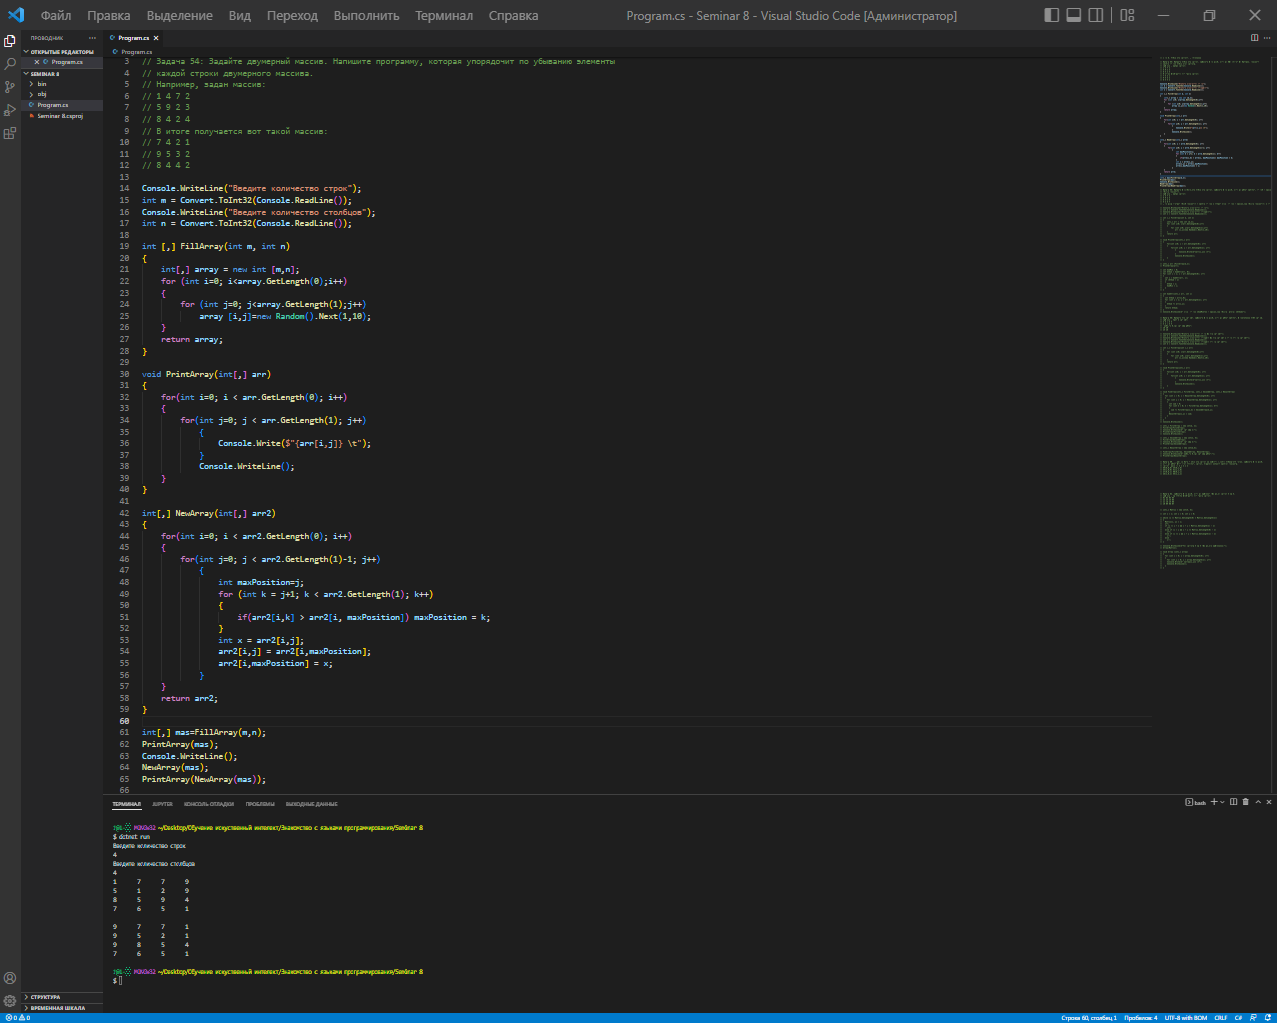 Файл Правка Выделение Вид Переход Выполнить Терминал Справка
Program.cs - Seminar 8 - Visual Studio Code [Администратор]
ПРОВОДНИК
ОТКРЫТЫЕ РЕДАКТОРЫ
Program.cs
SEMINAR 8
bin
obj
Program.cs
Seminar 8.csproj
СТРУКТУРА
ВРЕМЕННАЯ ШКАЛА
Program.cs
Program.cs
3 // Задача 54: Задайте двумерный массив. Напишите программу, которая упорядочит по убыванию элементы
4 // каждой строки двумерного массива.
5 // Например, задан массив:
6 // 1 4 7 2
7 // 5 9 2 3
8 // 8 4 2 4
9 // В итоге получается вот такой массив:
10 // 7 4 2 1
11 // 9 5 3 2
12 // 8 4 4 2
13
14 Console.WriteLine("Введите количество строк");
15 int m = Convert.ToInt32(Console.ReadLine());
16 Console.WriteLine("Введите количество столбцов");
17 int n = Convert.ToInt32(Console.ReadLine());
18
19 int [,] FillArray(int m, int n)
20 {
21 int[,] array = new int [m,n];
22 for (int i=0; i<array.GetLength(0);i++)
23 {
24 for (int j=0; j<array.GetLength(1);j++)
25 array [i,j]=new Random().Next(1,10);
26 }
27 return array;
28 }
29
30 void PrintArray(int[,] arr)
31 {
32 for(int i=0; i < arr.GetLength(0); i++)
33 {
34 for(int j=0; j < arr.GetLength(1); j++)
35 {
36 Console.Write($"{arr[i,j]} \t");
37 }
38 Console.WriteLine();
39 }
40 }
41
42 int[,] NewArray(int[,] arr2)
43 {
44 for(int i=0; i < arr2.GetLength(0); i++)
45 {
46 for(int j=0; j < arr2.GetLength(1)-1; j++)
47 {
48 int maxPosition=j;
49 for (int k = j+1; k < arr2.GetLength(1); k++)
50 {
51 if(arr2[i,k] > arr2[i, maxPosition]) maxPosition = k;
52 }
53 int x = arr2[i,j];
54 arr2[i,j] = arr2[i,maxPosition];
55 arr2[i,maxPosition] = x;
56 }
57 }
58 return arr2;
59 }
60
61 int[,] mas=FillArray(m,n);
62 PrintArray(mas);
63 Console.WriteLine();
64 NewArray(mas);
65 PrintArray(NewArray(mas));
66
ТЕРМИНАЛ JUPYTER КОНСОЛЬ ОТЛАДКИ ПРОБЛЕМЫ ВЫХОДНЫЕ ДАННЫЕ
bash
~/Desktop/Обучение искуственный интелект/Знакомство с языками программирования/Seminar 8
$ dotnet run
Введите количество строк
4
Введите количество столбцов
4
1 7 7 9
5 1 2 9
8 5 9 4
7 6 5 1
9 7 7 1
9 5 2 1
9 8 5 4
7 6 5 1
~/Desktop/Обучение искуственный интелект/Знакомство с языками программирования/Seminar 8
$
0 0
Строка 60, столбец 1 Пробелов: 4 UTF-8 with BOM CRLF C#